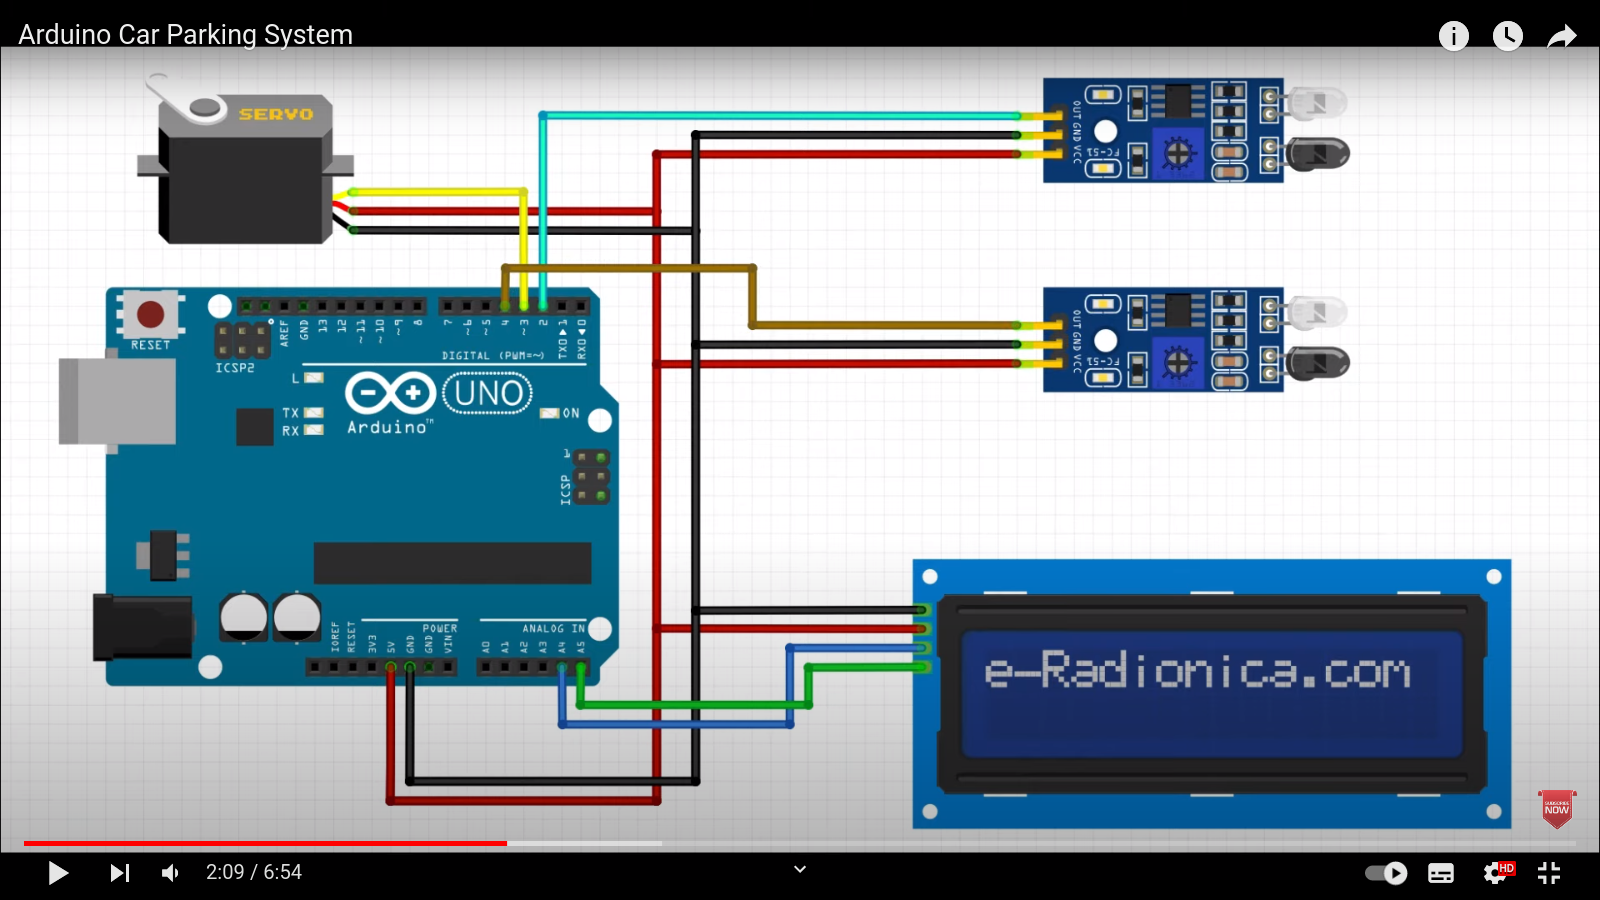 Arduino Car Parking System
SERVO
OUT GND VCC
FC-51
RESET
ICSP2
AREF
GND
13
12
~11
~10
~9
8
7
~6
~5
4
~3
2
TX0▶1
RX0◀0
DIGITAL (PWM=~)
L
TX
RX
UNO
Arduino™
ON
1
ICSP
OUT GND VCC
FC-51
POWER
ANALOG IN
IOREF
RESET
3V3
5V
GND
GND
VIN
A0
A1
A2
A3
A4
A5
e-Radionica.com
SUBSCRIBE
NOW
2:09 / 6:54
HD